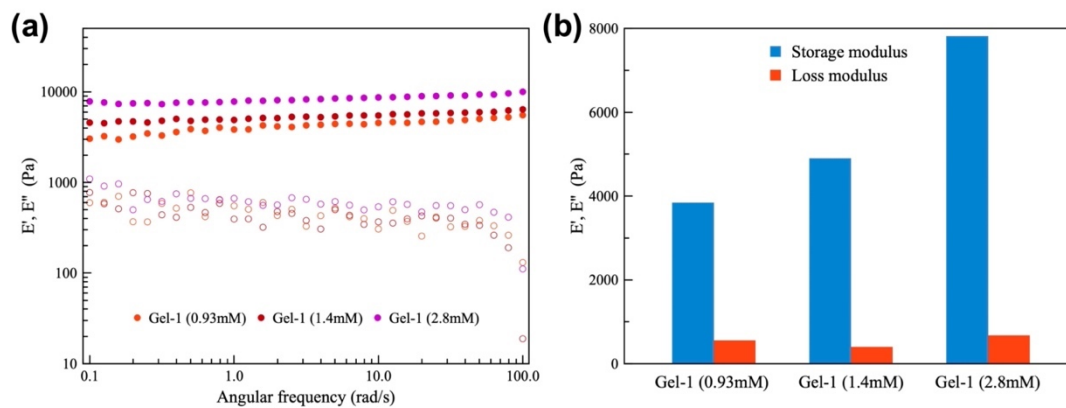 (a)
E', E'' (Pa)
10000
1000
100
10
Gel-1 (0.93mM) Gel-1 (1.4mM) Gel-1 (2.8mM)
0.1 1.0 10.0 100.0
Angular frequency (rad/s)
(b)
E', E'' (Pa)
8000
6000
4000
2000
0
Storage modulus
Loss modulus
Gel-1 (0.93mM) Gel-1 (1.4mM) Gel-1 (2.8mM)